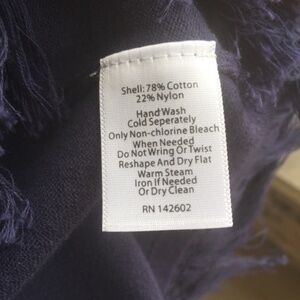 Shell: 78% Cotton
22% Nylon
Hand Wash
Cold Seperately
Only Non-chlorine Bleach
When Needed
Do Not Wring Or Twist
Reshape And Dry Flat
Warm Steam
Iron If Needed
Or Dry Clean
RN 142602